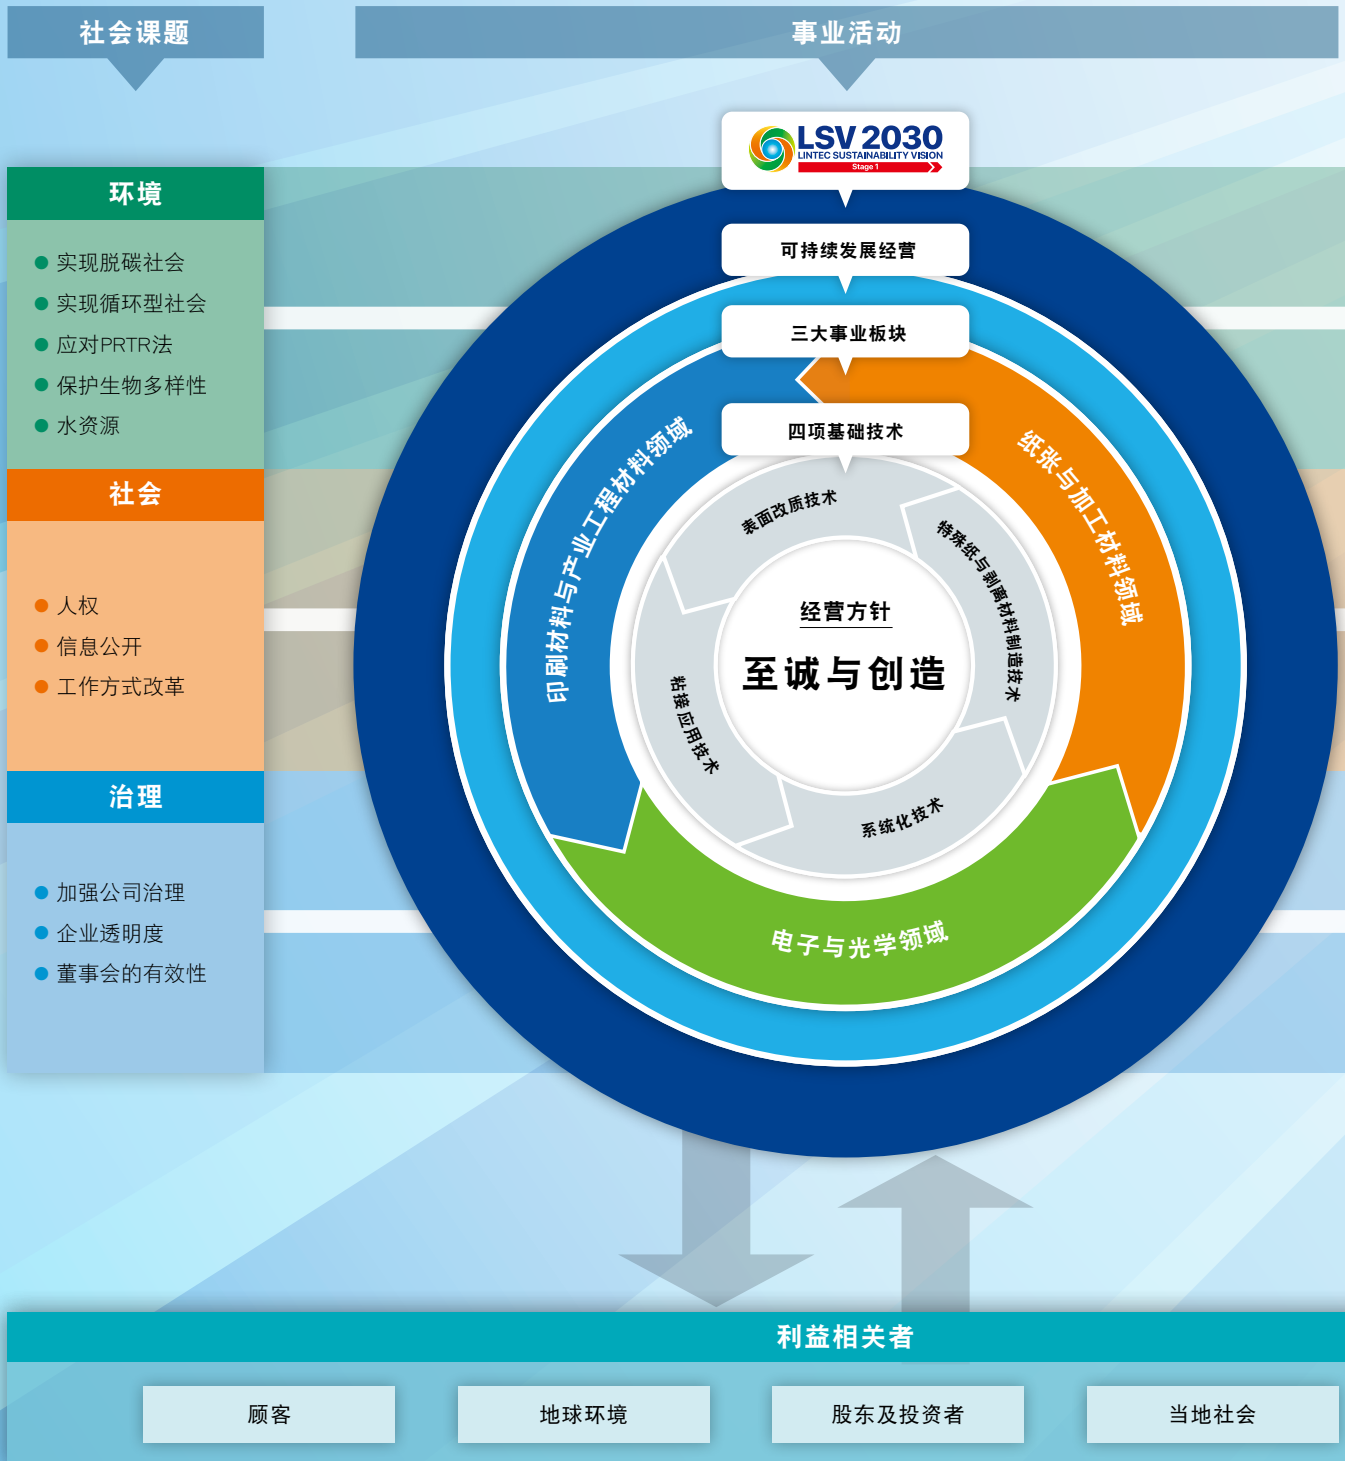 社会课题
事业活动
LSV 2030
LINTEC SUSTAINABILITY VISION
Stage 1
环境
实现脱碳社会
实现循环型社会
应对PRTR法
保护生物多样性
水资源
社会
人权
信息公开
工作方式改革
治理
加强公司治理
企业透明度
董事会的有效性
可持续发展经营
三大事业板块
四项基础技术
印刷材料与产业工程材料领域
纸张与加工材料领域
电子与光学领域
表面改质技术
特殊纸与剥离材料制造技术
粘接应用技术
系统化技术
经营方针
至诚与创造
利益相关者
顾客
地球环境
股东及投资者
当地社会